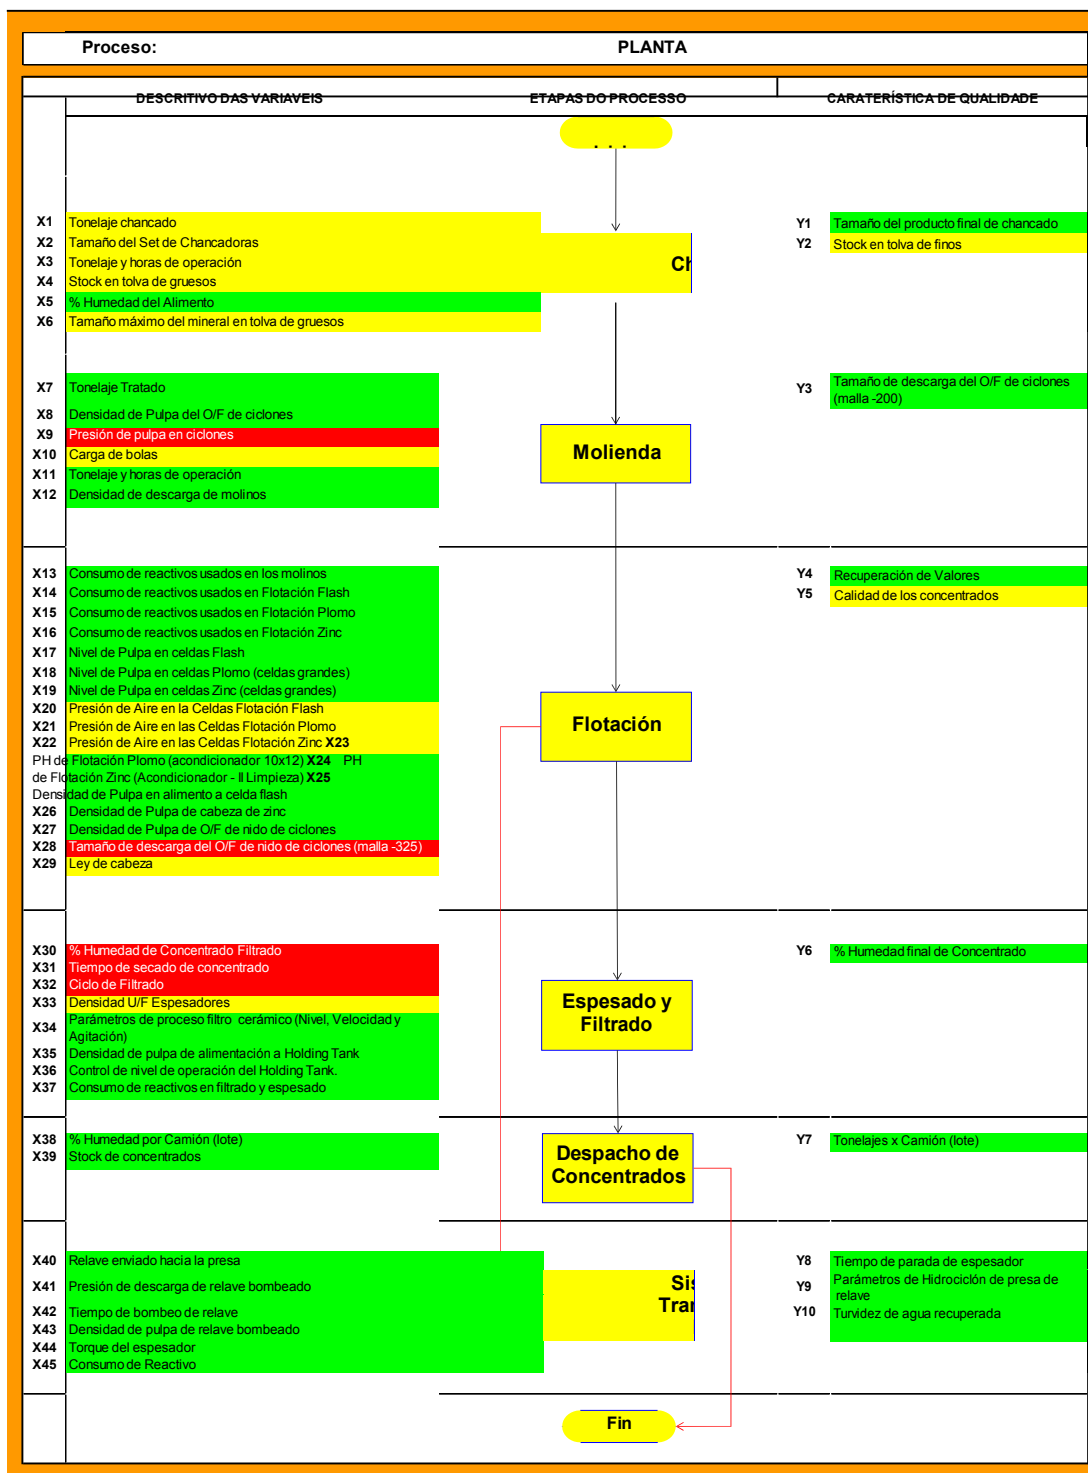 Proceso: PLANTA
DESCRITIVO DAS VARIAVEIS ETAPAS DO PROCESSO CARATERÍSTICA DE QUALIDADE
X1 Tonelaje chancado
X2 Tamaño del Set de Chancadoras
X3 Tonelaje y horas de operación
X4 Stock en tolva de gruesos
X5 % Humedad del Alimento
X6 Tamaño máximo del mineral en tolva de gruesos
Ch
Y1 Tamaño del producto final de chancado
Y2 Stock en tolva de finos
X7 Tonelaje Tratado
X8 Densidad de Pulpa del O/F de ciclones
X9 Presión de pulpa en ciclones
X10 Carga de bolas
X11 Tonelaje y horas de operación
X12 Densidad de descarga de molinos
Molienda
Y3 Tamaño de descarga del O/F de ciclones
(malla -200)
X13 Consumo de reactivos usados en los molinos
X14 Consumo de reactivos usados en Flotación Flash
X15 Consumo de reactivos usados en Flotación Plomo
X16 Consumo de reactivos usados en Flotación Zinc
X17 Nivel de Pulpa en celdas Flash
X18 Nivel de Pulpa en celdas Plomo (celdas grandes)
X19 Nivel de Pulpa en celdas Zinc (celdas grandes)
X20 Presión de Aire en la Celdas Flotación Flash
X21 Presión de Aire en las Celdas Flotación Plomo
X22 Presión de Aire en las Celdas Flotación Zinc X23
PH de Flotación Plomo (acondicionador 10x12) X24 PH
de Flotación Zinc (Acondicionador - II Limpieza) X25
Densidad de Pulpa en alimento a celda flash
X26 Densidad de Pulpa de cabeza de zinc
X27 Densidad de Pulpa de O/F de nido de ciclones
X28 Tamaño de descarga del O/F de nido de ciclones (malla -325)
X29 Ley de cabeza
Flotación
Y4 Recuperación de Valores
Y5 Calidad de los concentrados
X30 % Humedad de Concentrado Filtrado
X31 Tiempo de secado de concentrado
X32 Ciclo de Filtrado
X33 Densidad U/F Espesadores
X34 Parámetros de proceso filtro cerámico (Nivel, Velocidad y
Agitación)
X35 Densidad de pulpa de alimentación a Holding Tank
X36 Control de nivel de operación del Holding Tank.
X37 Consumo de reactivos en filtrado y espesado
Espesado y
Filtrado
Y6 % Humedad final de Concentrado
X38 % Humedad por Camión (lote)
X39 Stock de concentrados
Despacho de
Concentrados
Y7 Tonelajes x Camión (lote)
X40 Relave enviado hacia la presa
X41 Presión de descarga de relave bombeado
X42 Tiempo de bombeo de relave
X43 Densidad de pulpa de relave bombeado
X44 Torque del espesador
X45 Consumo de Reactivo
Sis
Tran
Y8 Tiempo de parada de espesador
Y9 Parámetros de Hidrociclón de presa de
relave
Y10 Turvidez de agua recuperada
Fin